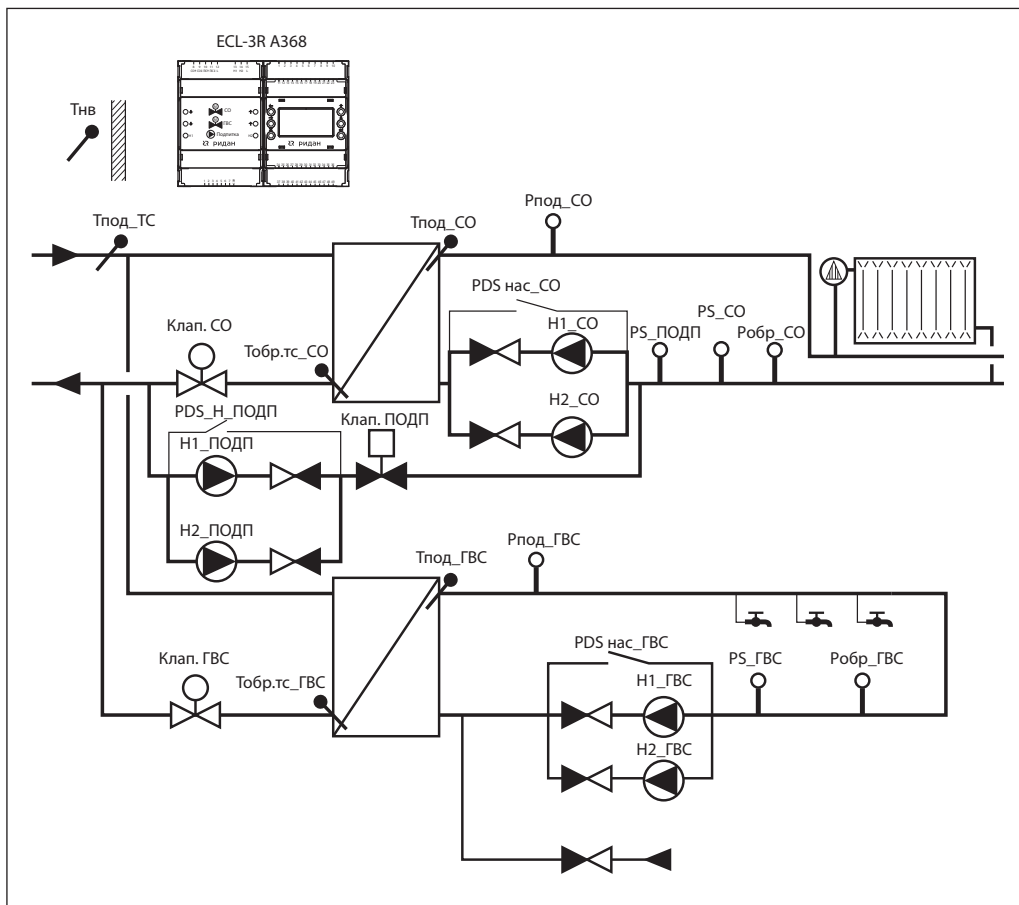 ECL-3R A368
Тнв
СО
ГВС
Подпитка
ридан
ридан
Рпод_СО
Тпод_ТС
Тпод_СО
PDS нас_СО
PS_СО
Клап. СО
Н1_СО
PS_ПОДП
Робр_СО
Тобр.тс_СО
Н2_СО
PDS_Н_ПОДП
Клап. ПОДП
Н1_ПОДП
Н2_ПОДП
Тпод_ГВС
Рпод_ГВС
PDS нас_ГВС
Клап. ГВС
PS_ГВС
Робр_ГВС
Тобр.тс_ГВС
Н1_ГВС
Н2_ГВС